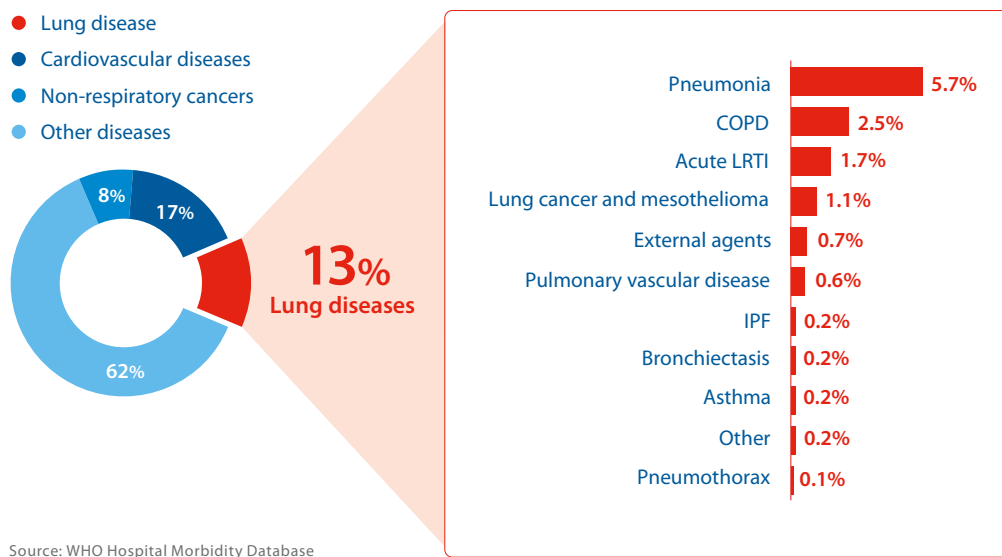 Lung disease
Cardiovascular diseases
Non-respiratory cancers
Other diseases
8%
17%
62%
13%
Lung diseases
Pneumonia 5.7%
COPD 2.5%
Acute LRTI 1.7%
Lung cancer and mesothelioma 1.1%
External agents 0.7%
Pulmonary vascular disease 0.6%
IPF 0.2%
Bronchiectasis 0.2%
Asthma 0.2%
Other 0.2%
Pneumothorax 0.1%
Source: WHO Hospital Morbidity Database